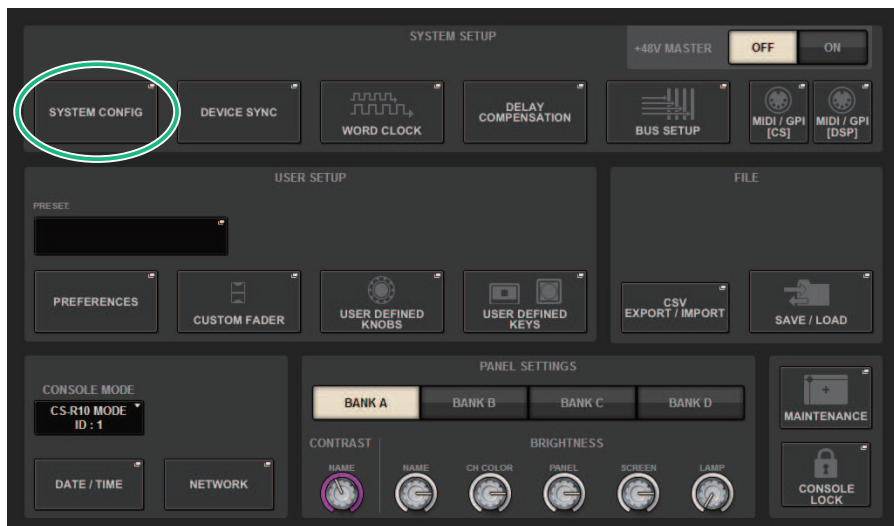 SYSTEM SETUP
+48V MASTER
OFF
ON
SYSTEM CONFIG
DEVICE SYNC
WORD CLOCK
DELAY
COMPENSATION
BUS SETUP
MIDI / GPI
[CS]
MIDI / GPI
[DSP]
USER SETUP
PRESET
PREFERENCES
CUSTOM FADER
USER DEFINED
KNOBS
USER DEFINED
KEYS
FILE
CSV
EXPORT / IMPORT
SAVE / LOAD
CONSOLE MODE
CS-R10 MODE
ID : 1
DATE / TIME
NETWORK
PANEL SETTINGS
BANK A
BANK B
BANK C
BANK D
CONTRAST
BRIGHTNESS
NAME
NAME
CH COLOR
PANEL
SCREEN
LAMP
MAINTENANCE
CONSOLE
LOCK